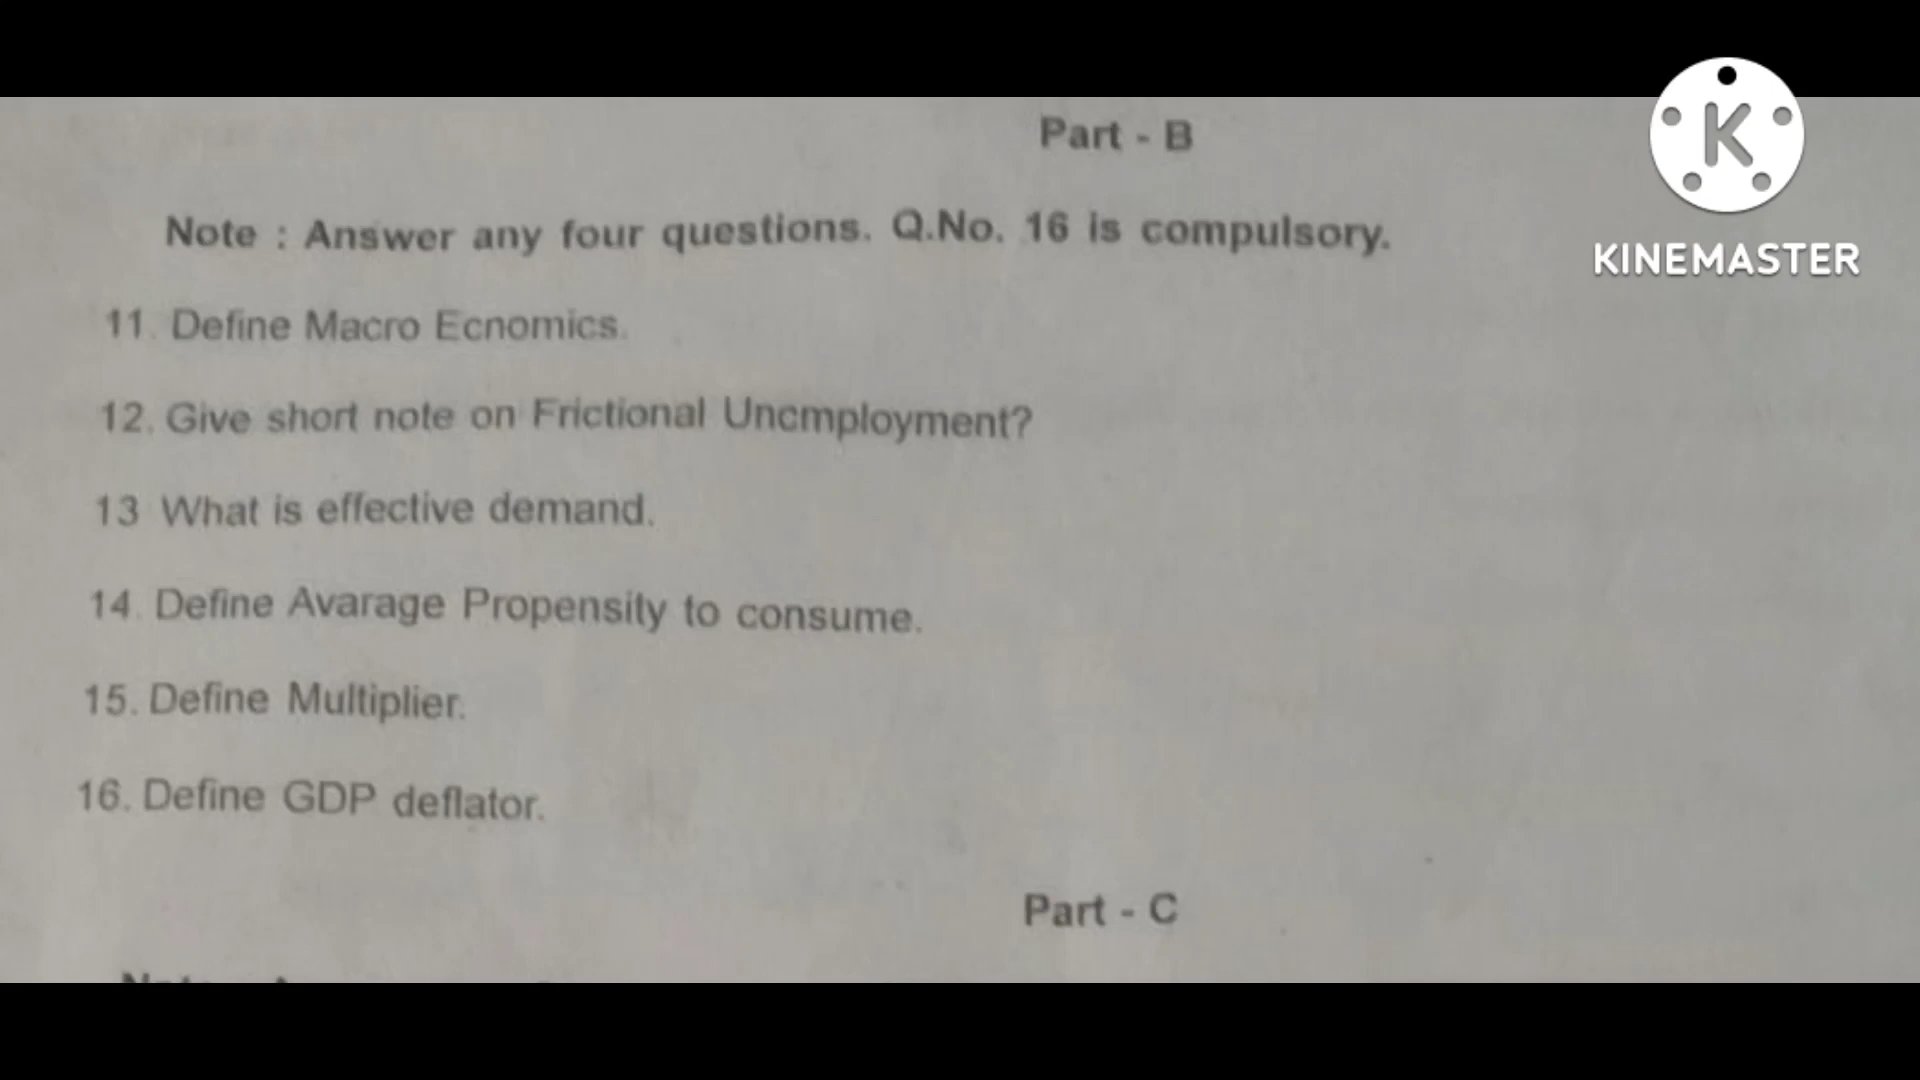 Part - B
KINEMASTER
Note : Answer any four questions. Q.No. 16 is compulsory.
11. Define Macro Ecnomics.
12. Give short note on Frictional Unemployment?
13 What is effective demand.
14. Define Avarage Propensity to consume.
15. Define Multiplier.
16. Define GDP deflator.
Part - C